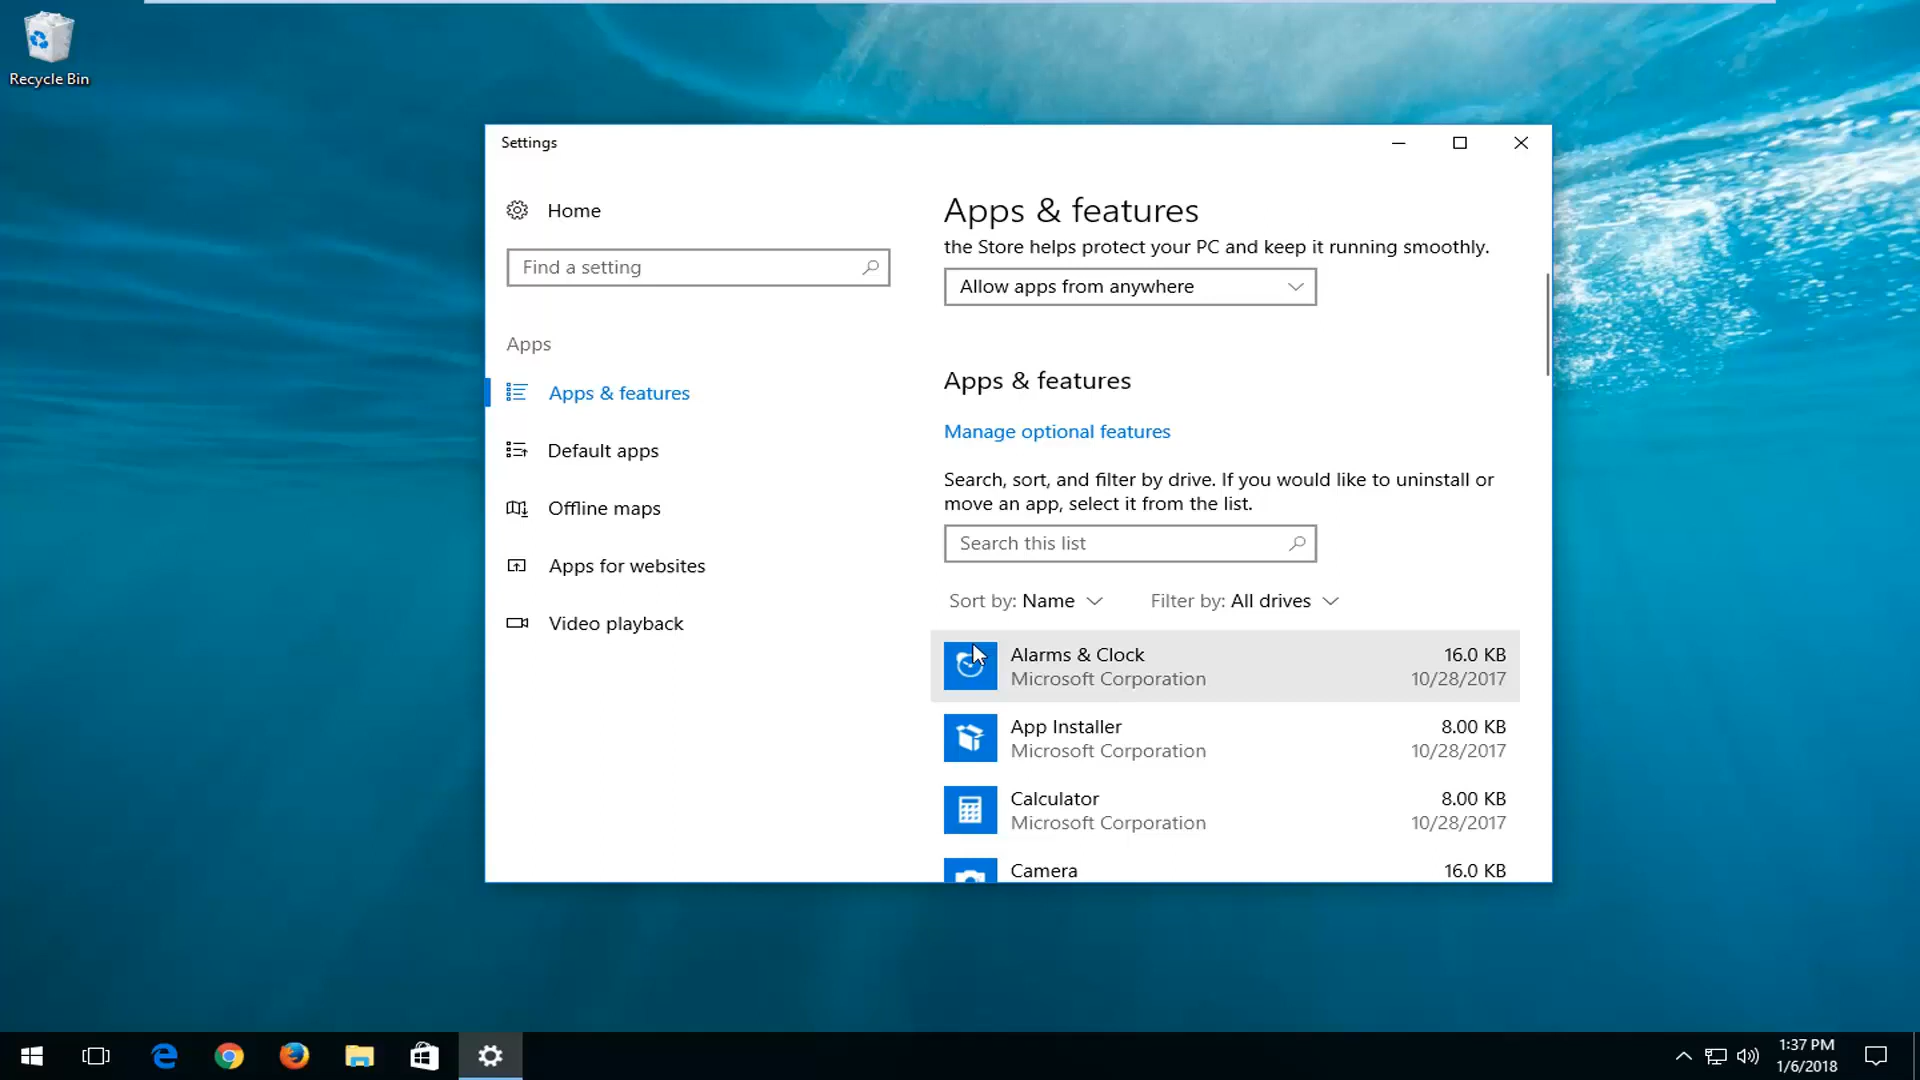 Recycle Bin
Settings
Home
Find a setting
Apps
Apps & features
Default apps
Offline maps
Apps for websites
Video playback
Apps & features
the Store helps protect your PC and keep it running smoothly.
Allow apps from anywhere
Apps & features
Manage optional features
Search, sort, and filter by drive. If you would like to uninstall or
move an app, select it from the list.
Search this list
Sort by: Name Filter by: All drives
Alarms & Clock 16.0 KB
Microsoft Corporation 10/28/2017
App Installer 8.00 KB
Microsoft Corporation 10/28/2017
Calculator 8.00 KB
Microsoft Corporation 10/28/2017
Camera 16.0 KB
1:37 PM
1/6/2018